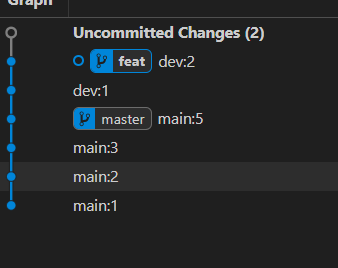 Graph
Uncommitted Changes (2)
feat dev:2
dev:1
master main:5
main:3
main:2
main:1